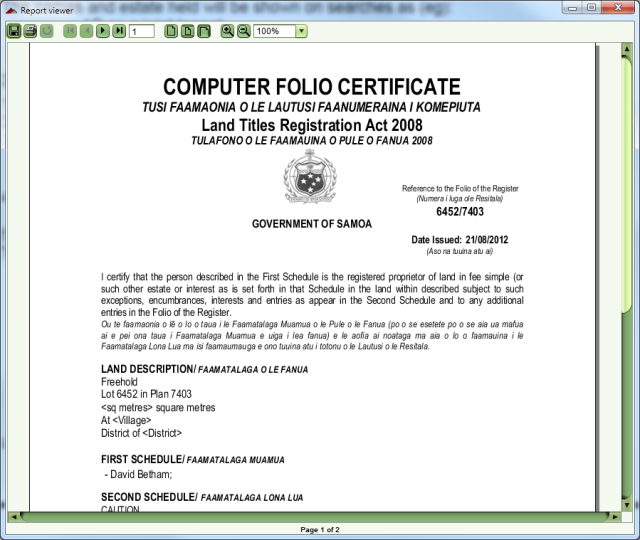 Report viewer
s and estate held will be shown on searches as (eg):
1
100%
COMPUTER FOLIO CERTIFICATE
TUSI FAAMAONIA O LE LAUTUSI FAANUMERAINA I KOMEPIUTA
Land Titles Registration Act 2008
TULAFONO O LE FAAMAUINA O PULE O FANUA 2008
Reference to the Folio of the Register
(Numera i luga ole Resitala)
6452/7403
GOVERNMENT OF SAMOA
Date Issued: 21/08/2012
(Aso na tuuina atu ai)
I certify that the person described in the First Schedule is the registered proprietor of land in fee simple (or
such other estate or interest as is set forth in that Schedule in the land within described subject to such
exceptions, encumbrances, interests and entries as appear in the Second Schedule and to any additional
entries in the Folio of the Register.
Ou te faamaonia o lē o lo o taua i le Faamatalaga Muamua o le Pule o le Fanua (po o se esetete po o se aia ua mafua
ai e pei ona taua i Faamatalaga Muamua e uiga i lea fanua) e le aofia ai noataga ma aia o lo o faamauina i le
Faamatalaga Lona Lua ma isi faamaumauga e ono tuuina atu i totonu o le Lautusi o le Resitala.
LAND DESCRIPTION/ FAAMATALAGA O LE FANUA
Freehold
Lot 6452 in Plan 7403
<sq metres> square metres
At <Village>
District of <District>
FIRST SCHEDULE/ FAAMATALAGA MUAMUA
- David Betham;
SECOND SCHEDULE/ FAAMATALAGA LONA LUA
CAUTION
Page 1 of 2